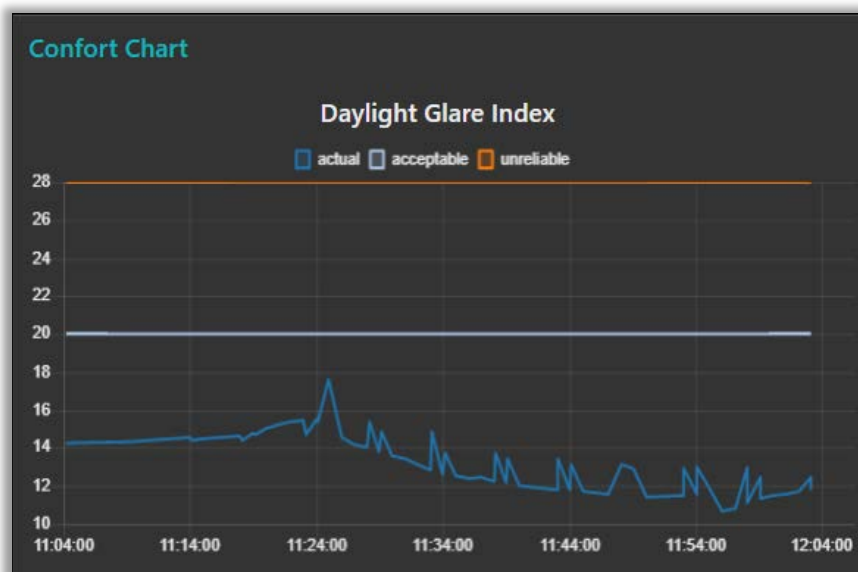 Confort Chart
Daylight Glare Index
actual acceptable unreliable
28
26
24
22
20
18
16
14
12
10
11:04:00 11:14:00 11:24:00 11:34:00 11:44:00 11:54:00 12:04:00